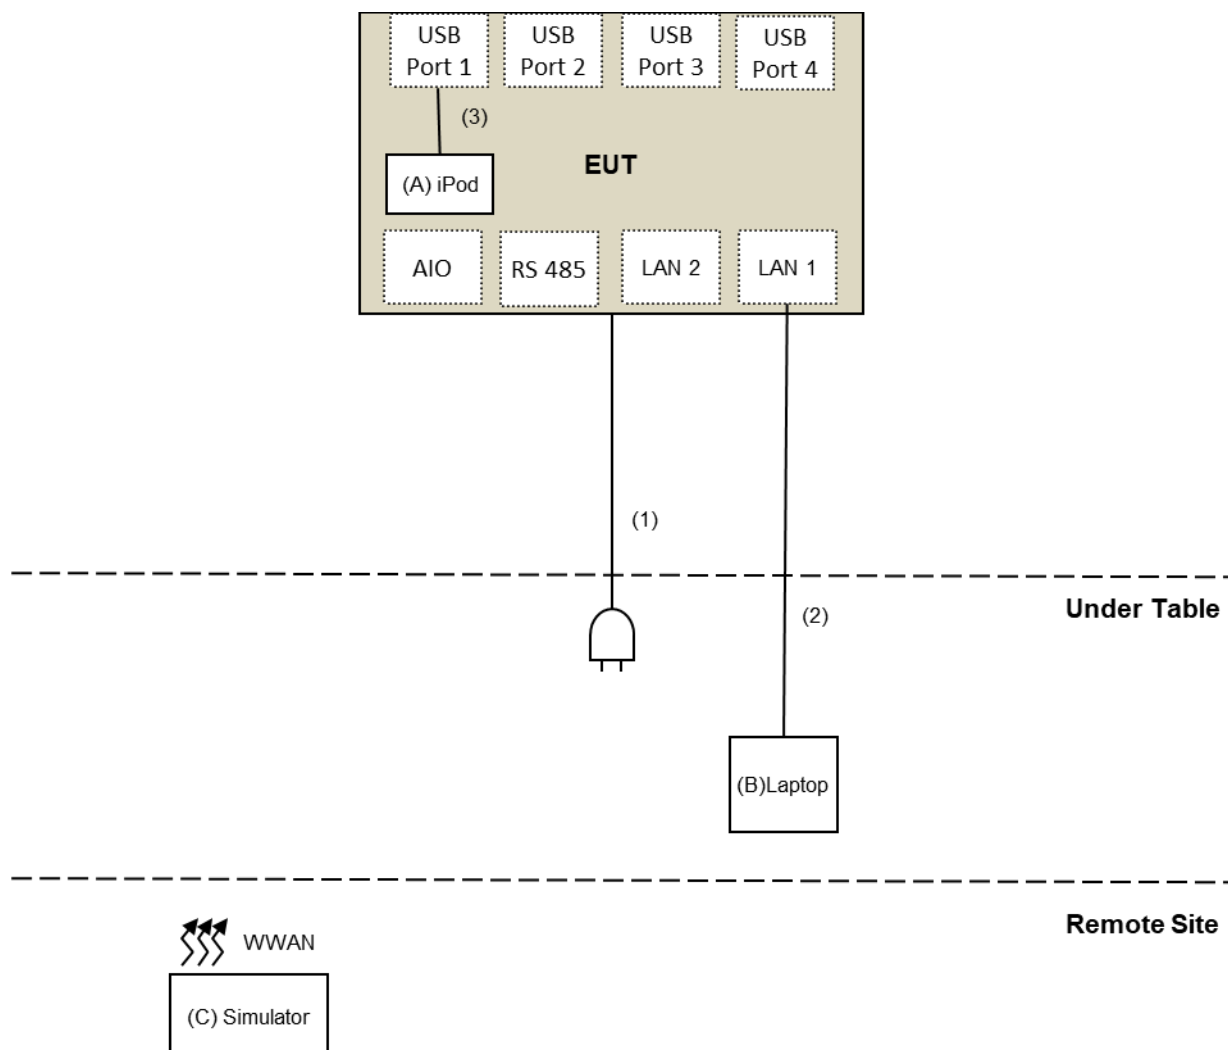 USB
Port 1
USB
Port 2
USB
Port 3
USB
Port 4
(3)
EUT
(A) iPod
AIO
RS 485
LAN 2
LAN 1
(1)
Under Table
(2)
(B)Laptop
Remote Site
WWAN
(C) Simulator